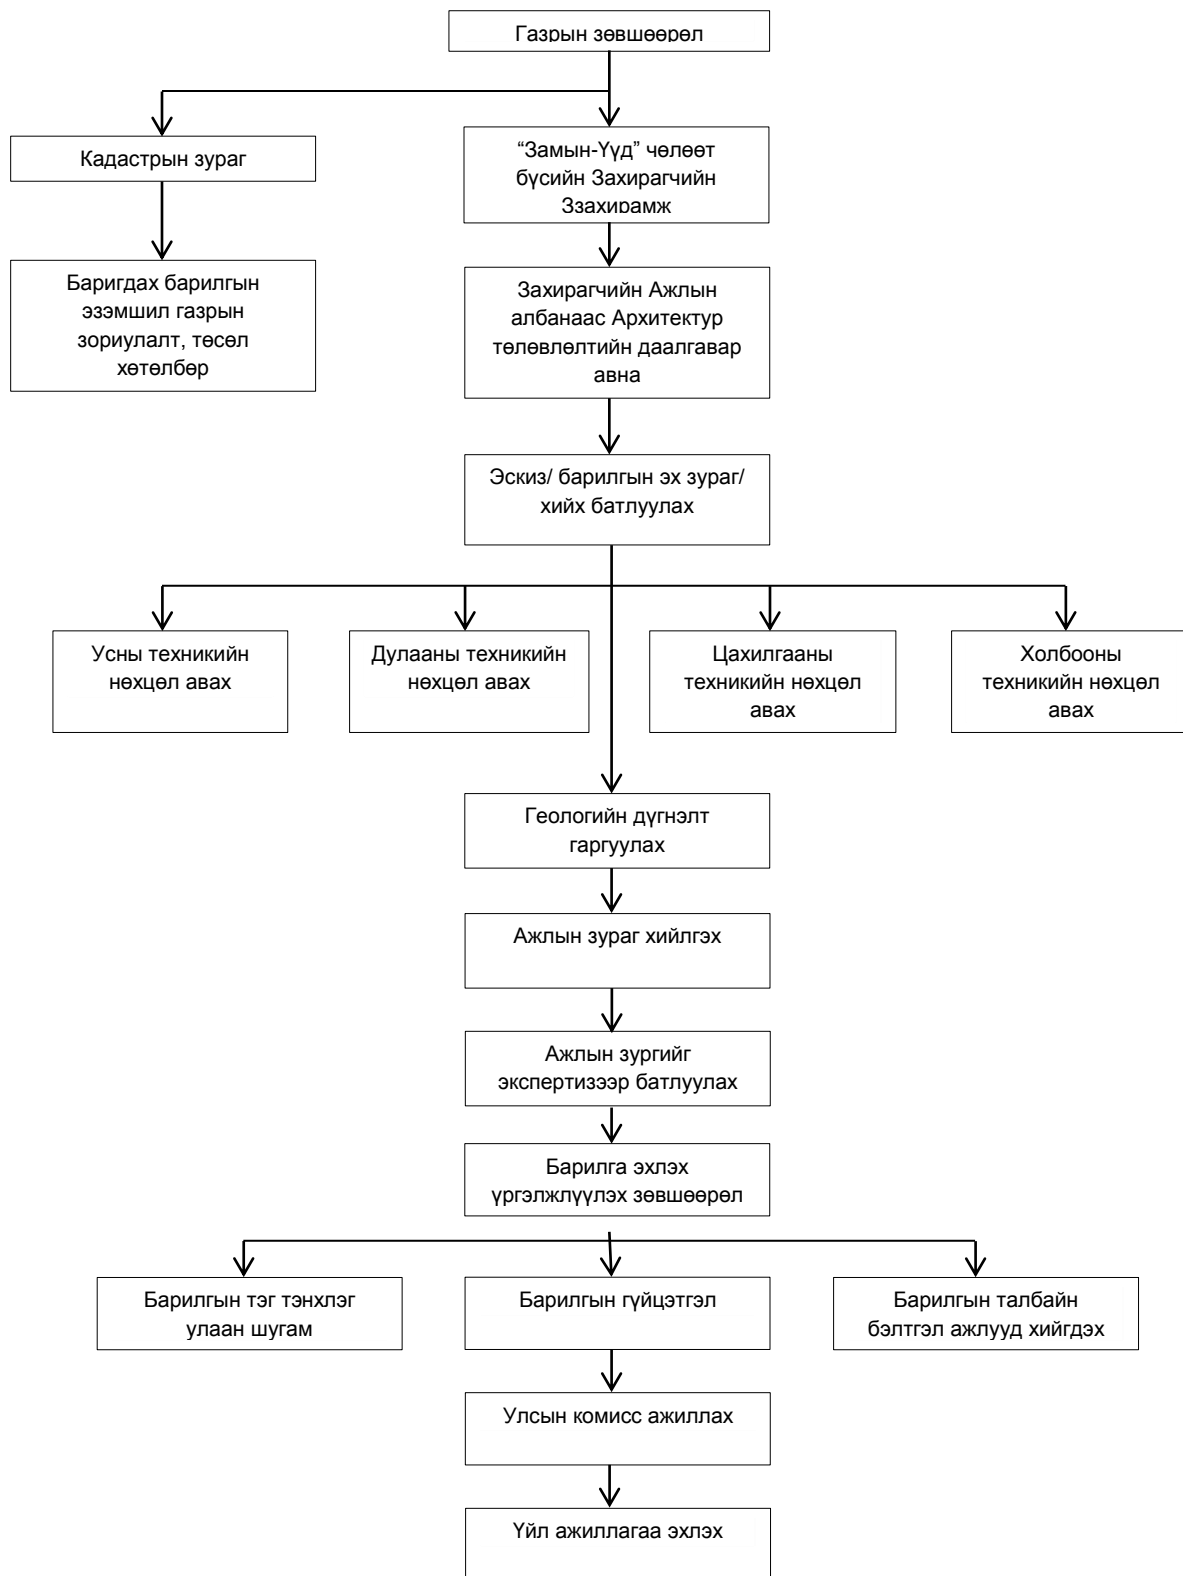 Газрын зөвшөөрөл
Кадастрын зураг
“Замын-Үүд” чөлөөт
бүсийн Захирагчийн
Ззахирамж
Баригдах барилгын
эзэмшил газрын
зориулалт, төсөл
хөтөлбөр
Захирагчийн Ажлын
албанаас Архитектур
төлөвлөлтийн даалгавар
авна
Эскиз/ барилгын эх зураг/
хийх батлуулах
Усны техникийн
нөхцөл авах
Дулааны техникийн
нөхцөл авах
Цахилгааны
техникийн нөхцөл
авах
Холбооны
техникийн нөхцөл
авах
Геологийн дүгнэлт
гаргуулах
Ажлын зураг хийлгэх
Ажлын зургийг
экспертизээр батлуулах
Барилга эхлэх
үргэлжлүүлэх зөвшөөрөл
Барилгын тэг тэнхлэг
улаан шугам
Барилгын гүйцэтгэл
Барилгын талбайн
бэлтгэл ажлууд хийгдэх
Улсын комисс ажиллах
Үйл ажиллагаа эхлэх